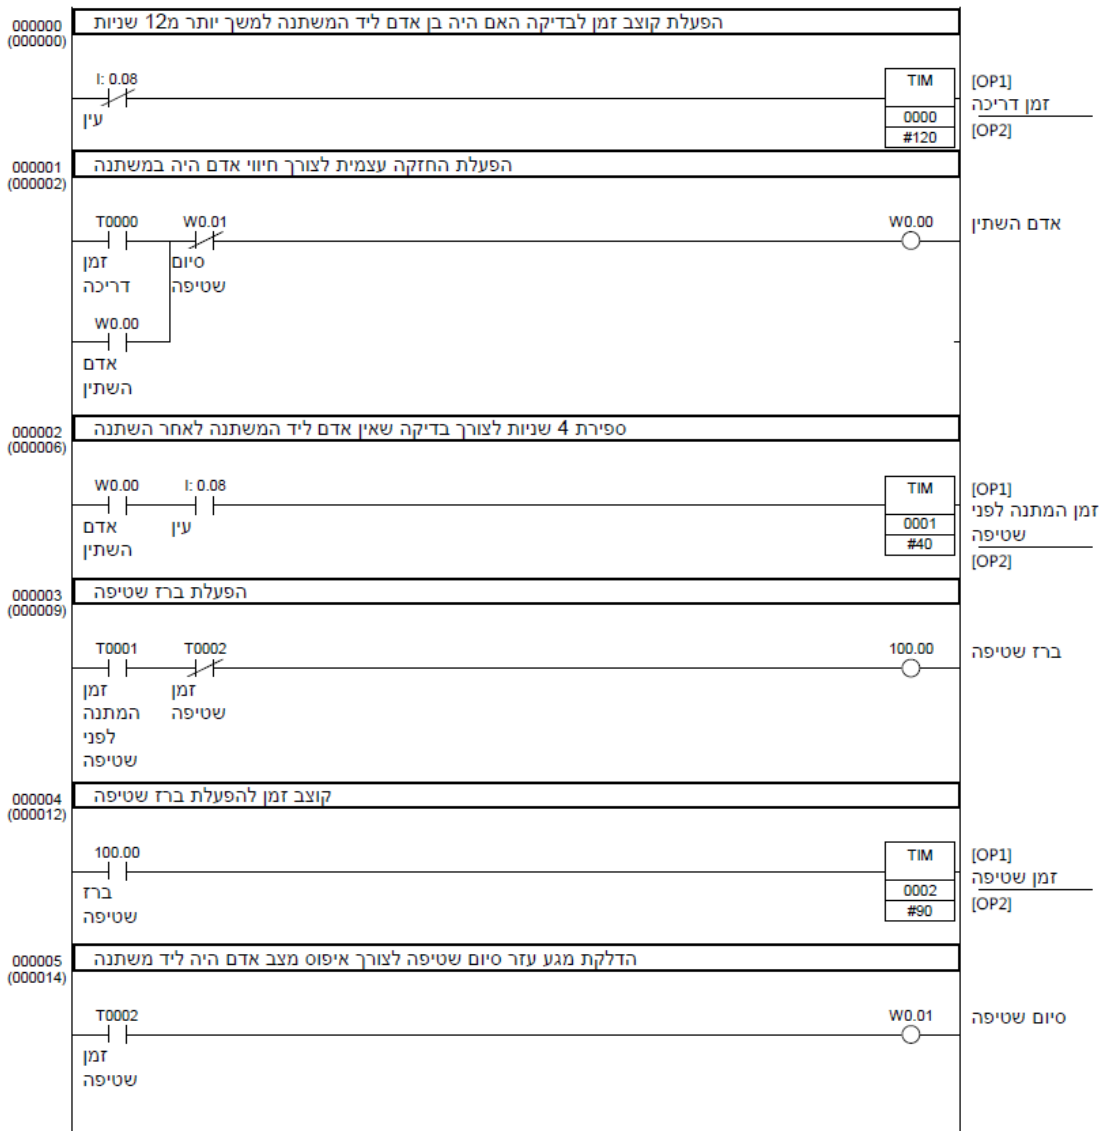 000000
(000000)
הפעלת קוצב זמן לבדיקה האם היה בן אדם ליד המשתנה למשך יותר מ12 שניות
I: 0.08
עין
TIM
0000
#120
[OP1]
זמן דריכה
[OP2]
000001
(000002)
הפעלת החזקה עצמית לצורך חיווי אדם היה במשתנה
T0000
זמן
דריכה
W0.01
סיום
שטיפה
W0.00
אדם השתין
W0.00
אדם
השתין
000002
(000006)
ספירת 4 שניות לצורך בדיקה שאין אדם ליד המשתנה לאחר השתנה
W0.00
אדם
השתין
I: 0.08
עין
TIM
0001
#40
[OP1]
זמן המתנה לפני
שטיפה
[OP2]
000003
(000009)
הפעלת ברז שטיפה
T0001
זמן
המתנה
לפני
שטיפה
T0002
זמן
שטיפה
100.00
ברז שטיפה
000004
(000012)
קוצב זמן להפעלת ברז שטיפה
100.00
ברז
שטיפה
TIM
0002
#90
[OP1]
זמן שטיפה
[OP2]
000005
(000014)
הדלקת מגע עזר סיום שטיפה לצורך איפוס מצב אדם היה ליד משתנה
T0002
זמן
שטיפה
W0.01
סיום שטיפה